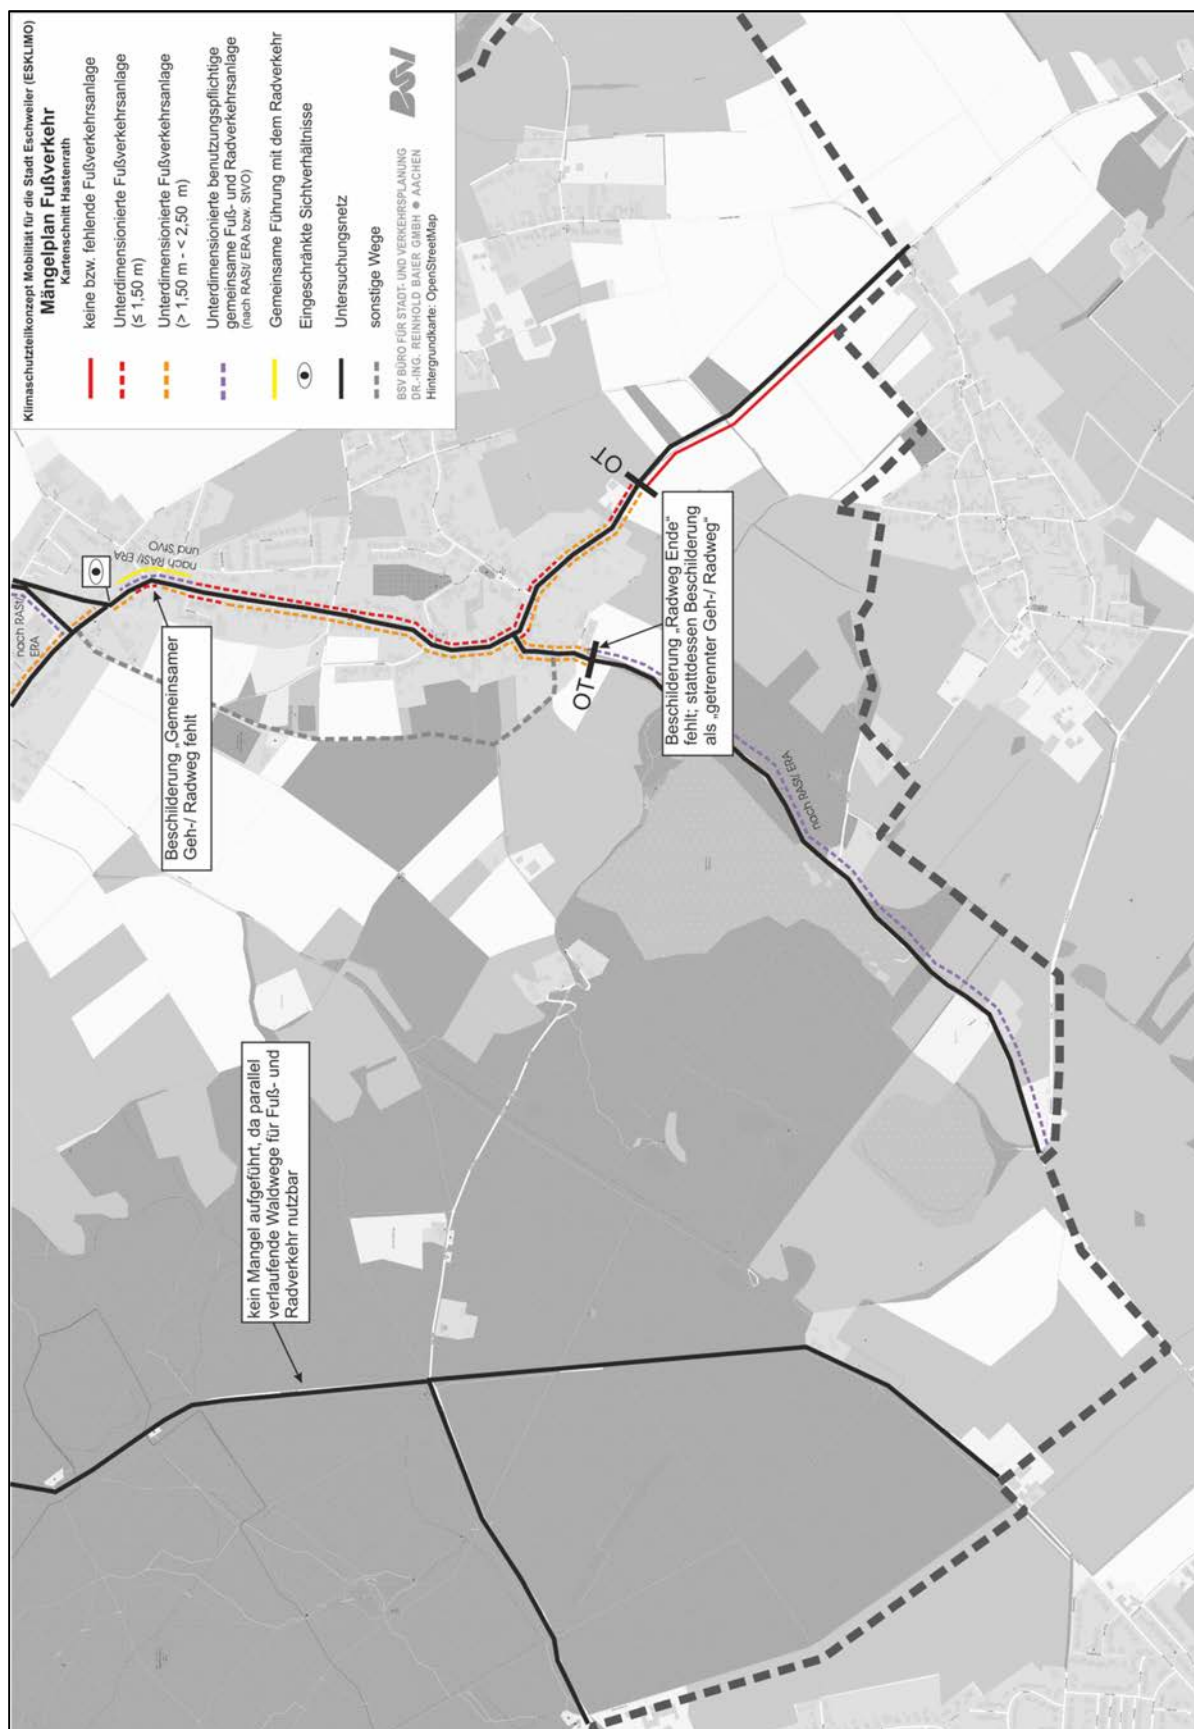 Klimaschutzteilkonzept Mobilität für die Stadt Eschweiler (ESKLIMO)
Mängelplan Fußverkehr
Kartenschnitt Hastenrath
keine bzw. fehlende Fußverkehrsanlage
Unterdimensionierte Fußverkehrsanlage
(≤ 1,50 m)
Unterdimensionierte Fußverkehrsanlage
(> 1,50 m - < 2,50 m)
Unterdimensionierte benutzungspflichtige
gemeinsame Fuß- und Radverkehrsanlage
(nach RASt/ ERA bzw. StVO)
Gemeinsame Führung mit dem Radverkehr
Eingeschränkte Sichtverhältnisse
Untersuchungsnetz
sonstige Wege
BSV BÜRO FÜR STADT- UND VERKEHRSPLANUNG
DR.-ING. REINHOLD BAIER GMBH ● AACHEN
Hintergrundkarte: OpenStreetMap
BSV
nach RASt/
ERA
nach RASt/ ERA
und StVO
Beschilderung „Gemeinsamer
Geh-/ Radweg fehlt
OT
OT
Beschilderung „Radweg Ende“
fehlt; stattdessen Beschilderung
als „getrennter Geh-/ Radweg“
nach RASt/ ERA
kein Mangel aufgeführt, da parallel
verlaufende Waldwege für Fuß- und
Radverkehr nutzbar